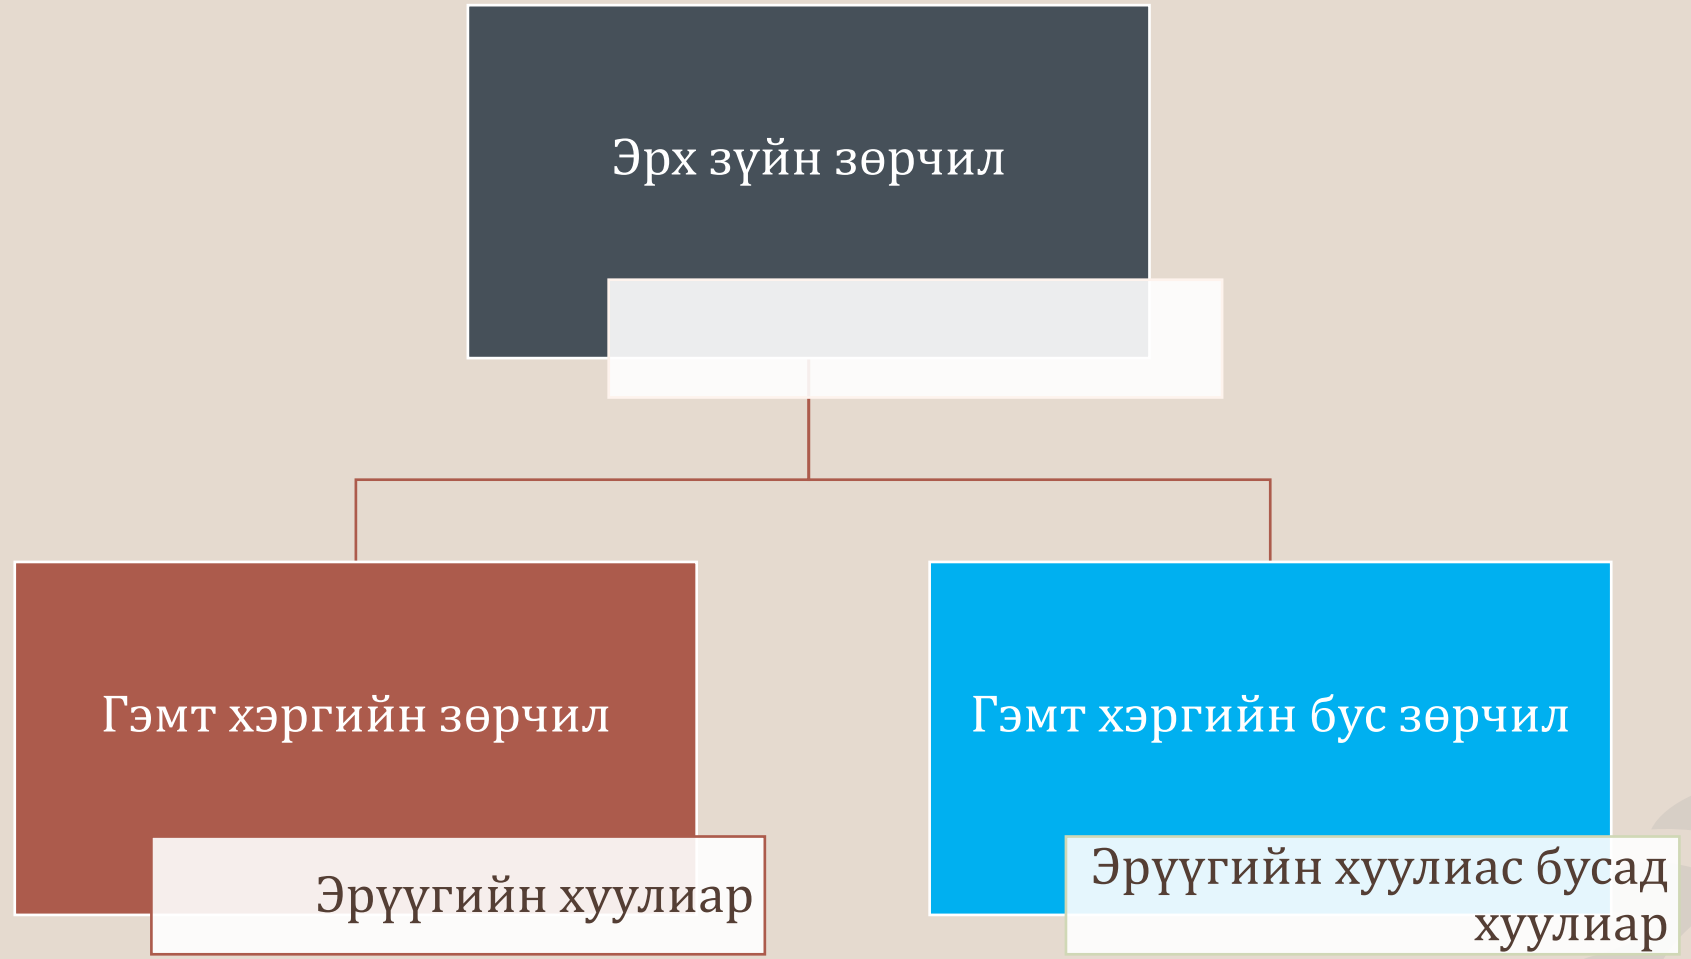 Эрх зүйн зөрчил
Гэмт хэргийн зөрчил
Эрүүгийн хуулиар
Гэмт хэргийн бус зөрчил
Эрүүгийн хуулиас бусад
хуулиар